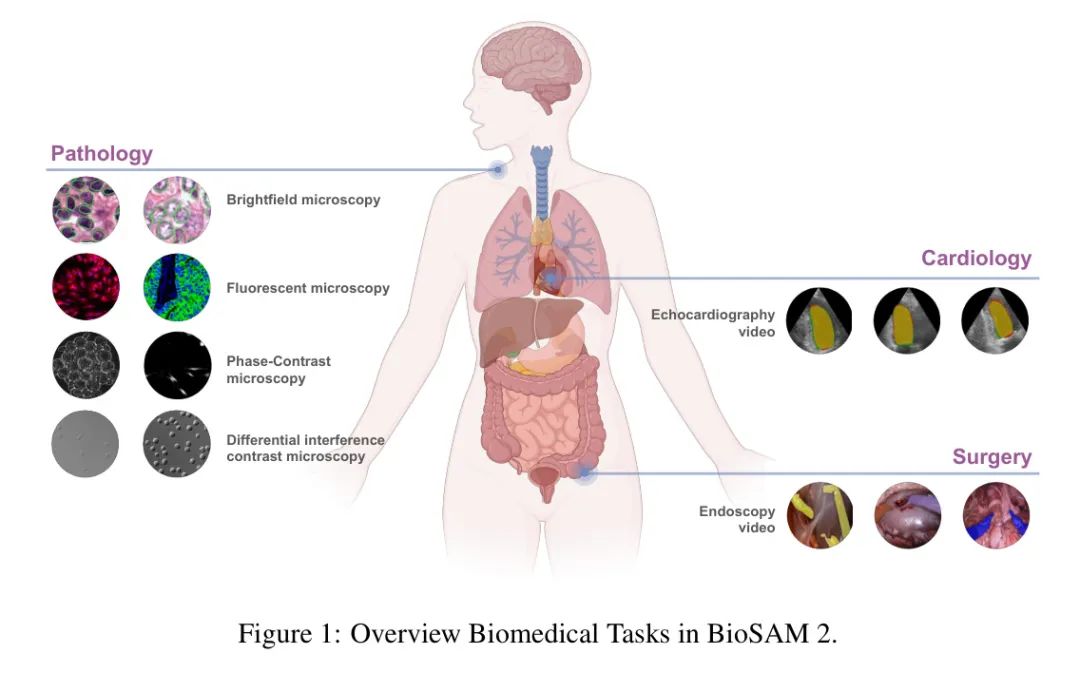 Pathology
Brightfield microscopy
Fluorescent microscopy
Phase-Contrast
microscopy
Differential interference
contrast microscopy
Cardiology
Echocardiography
video
Surgery
Endoscopy
video
Figure 1: Overview Biomedical Tasks in BioSAM 2.